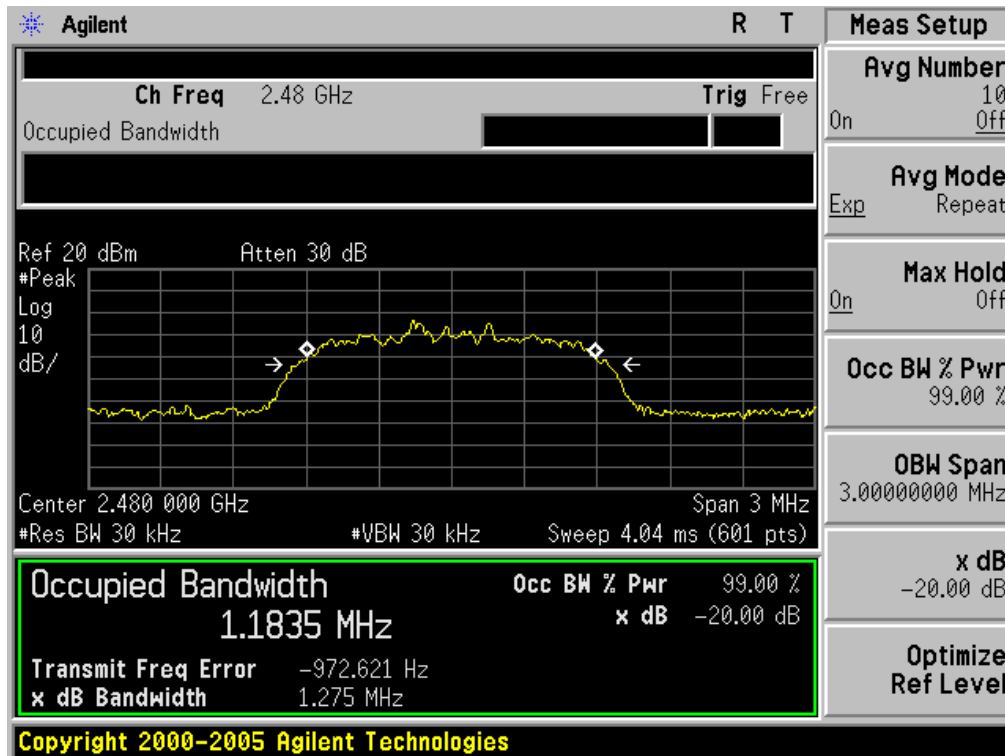 Agilent R T
Ch Freq 2.48 GHz Trig Free
Occupied Bandwidth
Ref 20 dBm Atten 30 dB
#Peak
Log
10
dB/
Center 2.480 000 GHz Span 3 MHz
#Res BW 30 kHz #VBW 30 kHz Sweep 4.04 ms (601 pts)
Occupied Bandwidth
1.1835 MHz
Occ BW % Pwr 99.00 %
x dB -20.00 dB
Transmit Freq Error -972.621 Hz
x dB Bandwidth 1.275 MHz
Copyright 2000-2005 Agilent Technologies
Meas Setup
Avg Number
10
On Off
Avg Mode
Exp Repeat
Max Hold
On Off
Occ BW % Pwr
99.00 %
OBW Span
3.00000000 MHz
x dB
-20.00 dB
Optimize
Ref Level